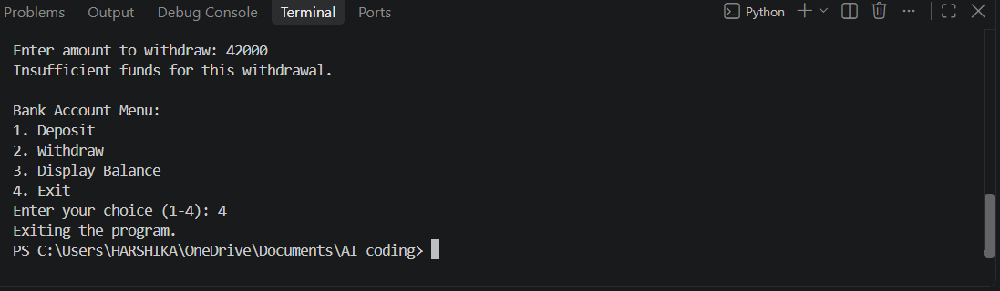 Problems Output Debug Console Terminal Ports Python
Enter amount to withdraw: 42000
Insufficient funds for this withdrawal.
Bank Account Menu:
1. Deposit
2. Withdraw
3. Display Balance
4. Exit
Enter your choice (1-4): 4
Exiting the program.
PS C:\Users\HARSHIKA\OneDrive\Documents\AI coding>